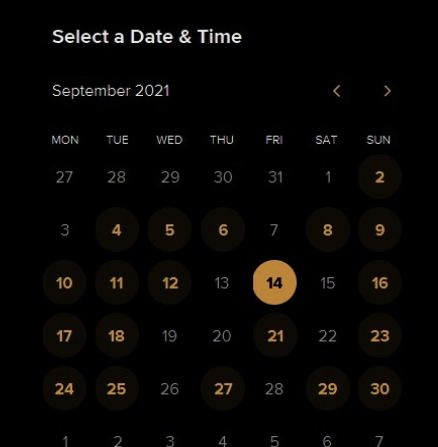 Select a Date & Time
September 2021
MON TUE WED THU FRI SAT SUN
27 28 29 30 31 1 2
3 4 5 6 7 8 9
10 11 12 13 14 15 16
17 18 19 20 21 22 23
24 25 26 27 28 29 30
1 2 3 4 5 6 7